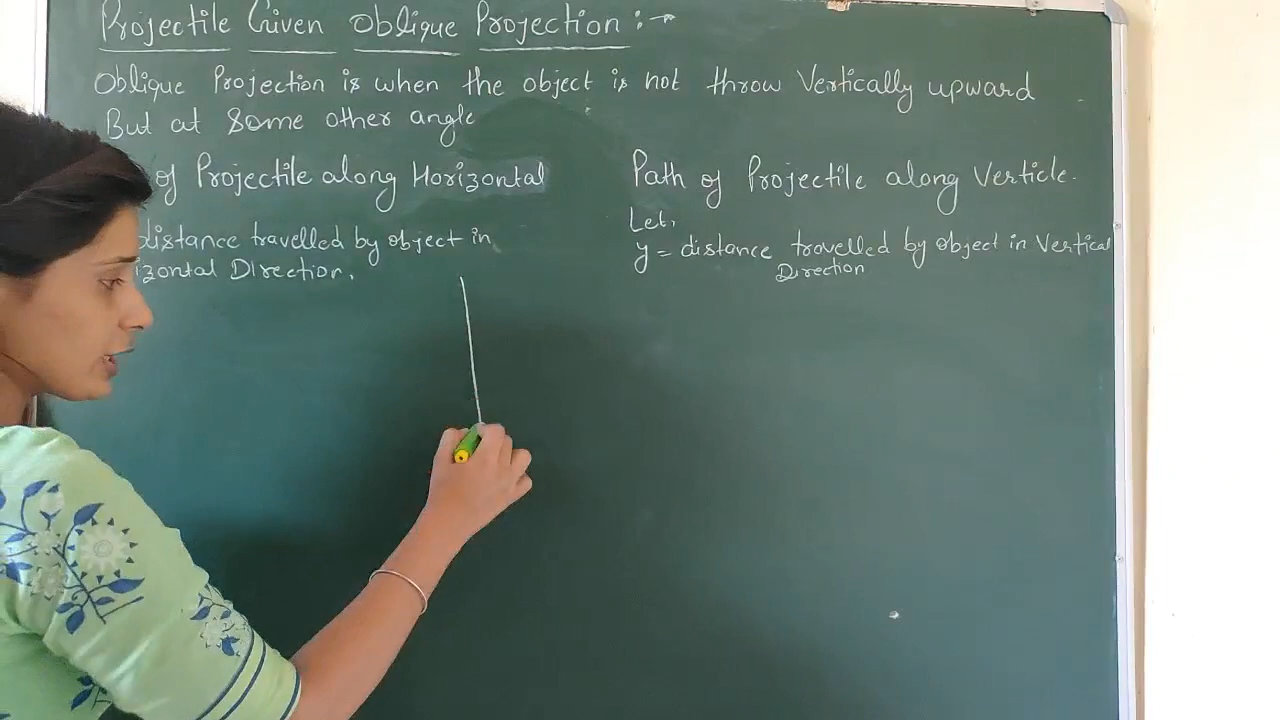 Projectile Given Oblique Projection :→
Oblique Projection is when the object is not throw Vertically upward
But at some other angle
of Projectile along Horizontal
distance travelled by object in
izontal Direction.
Path of Projectile along Verticle.
Let,
y = distance travelled by object in Vertical
Direction